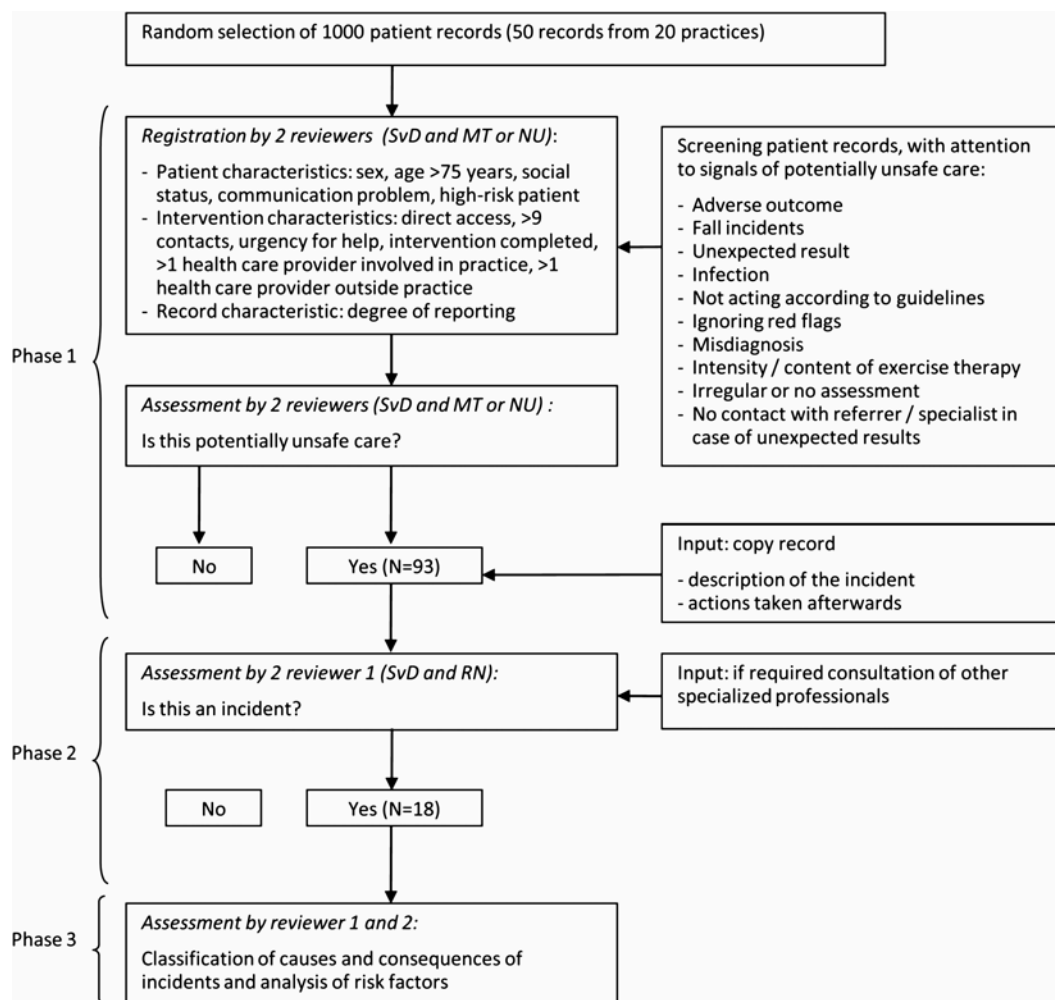 Random selection of 1000 patient records (50 records from 20 practices)
Phase 1
Registration by 2 reviewers (SvD and MT or NU):
- Patient characteristics: sex, age >75 years, social
status, communication problem, high-risk patient
- Intervention characteristics: direct access, >9
contacts, urgency for help, intervention completed,
>1 health care provider involved in practice, >1
health care provider outside practice
- Record characteristic: degree of reporting
Screening patient records, with attention
to signals of potentially unsafe care:
- Adverse outcome
- Fall incidents
- Unexpected result
- Infection
- Not acting according to guidelines
- Ignoring red flags
- Misdiagnosis
- Intensity / content of exercise therapy
- Irregular or no assessment
- No contact with referrer / specialist in
case of unexpected results
Assessment by 2 reviewers (SvD and MT or NU) :
Is this potentially unsafe care?
No
Yes (N=93)
Input: copy record
- description of the incident
- actions taken afterwards
Phase 2
Assessment by 2 reviewer 1 (SvD and RN):
Is this an incident?
Input: if required consultation of other
specialized professionals
No
Yes (N=18)
Phase 3
Assessment by reviewer 1 and 2:
Classification of causes and consequences of
incidents and analysis of risk factors